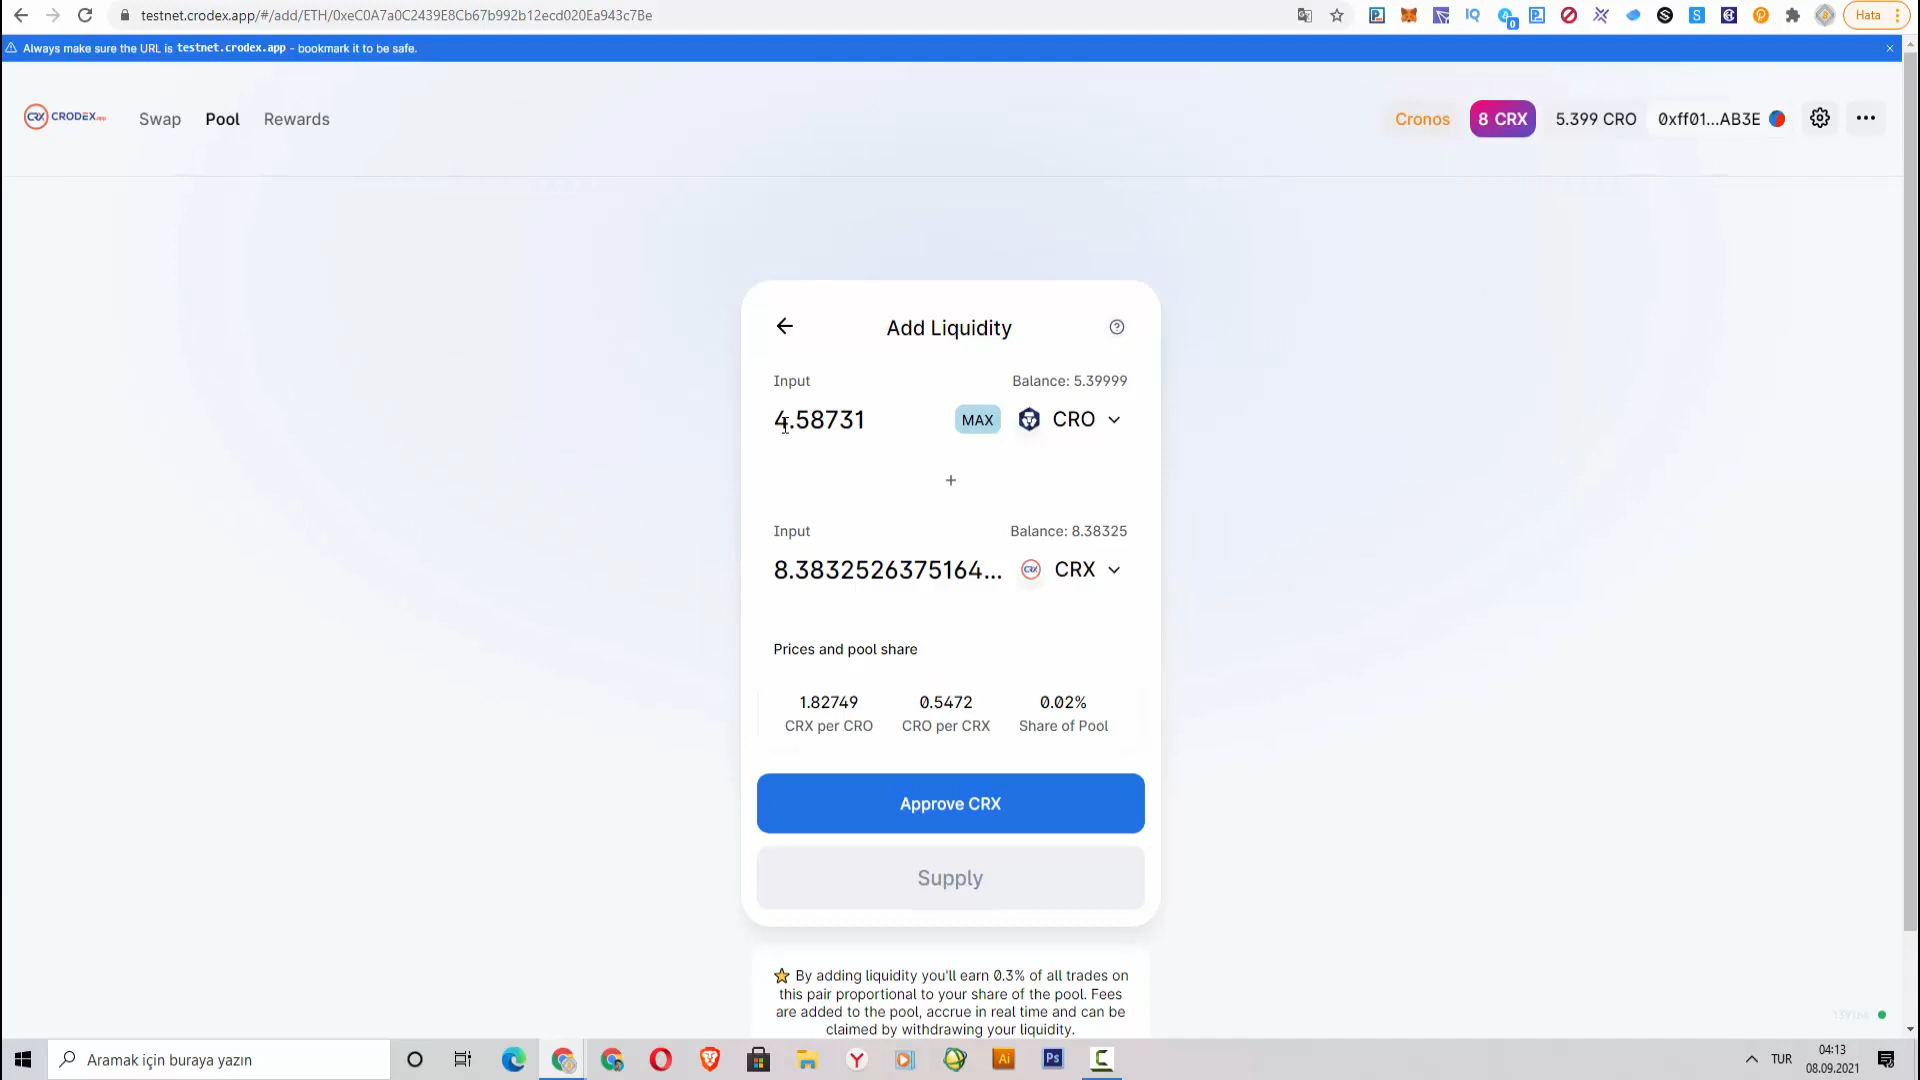 testnet.crodex.app/#/add/ETH/0xeC0A7a0C2439E8Cb67b992b12ecd020Ea943c7Be
Hata
Always make sure the URL is testnet.crodex.app - bookmark it to be safe.
CRX CRODEX.app
Swap
Pool
Rewards
Cronos
8 CRX
5.399 CRO
0xff01...AB3E
Add Liquidity
Input
Balance: 5.39999
4.58731
MAX
CRO
+
Input
Balance: 8.38325
8.3832526375164...
CRX
Prices and pool share
1.82749
0.5472
0.02%
CRX per CRO
CRO per CRX
Share of Pool
Approve CRX
Supply
By adding liquidity you'll earn 0.3% of all trades on
this pair proportional to your share of the pool. Fees
are added to the pool, accrue in real time and can be
claimed by withdrawing your liquidity.
Aramak için buraya yazın
TUR
04:13
08.09.2021